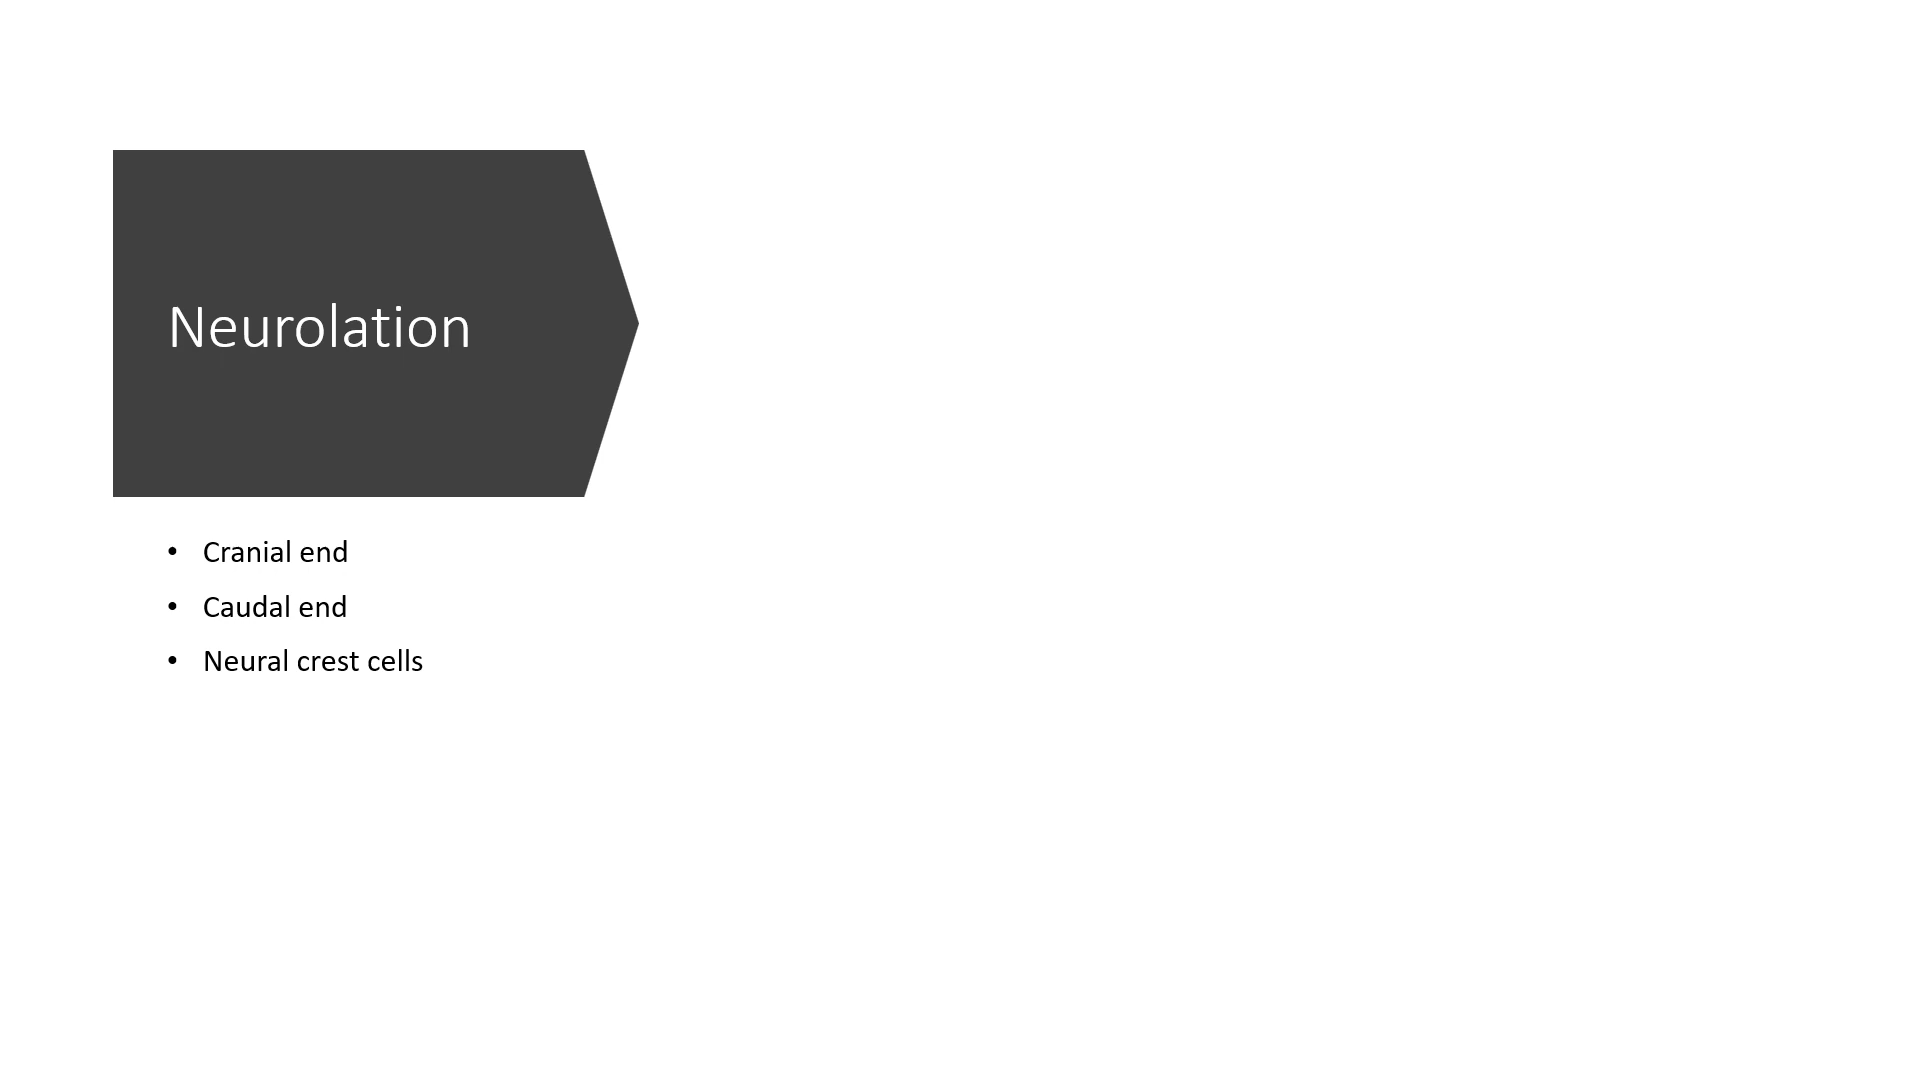 Neurolation
• Cranial end
• Caudal end
• Neural crest cells